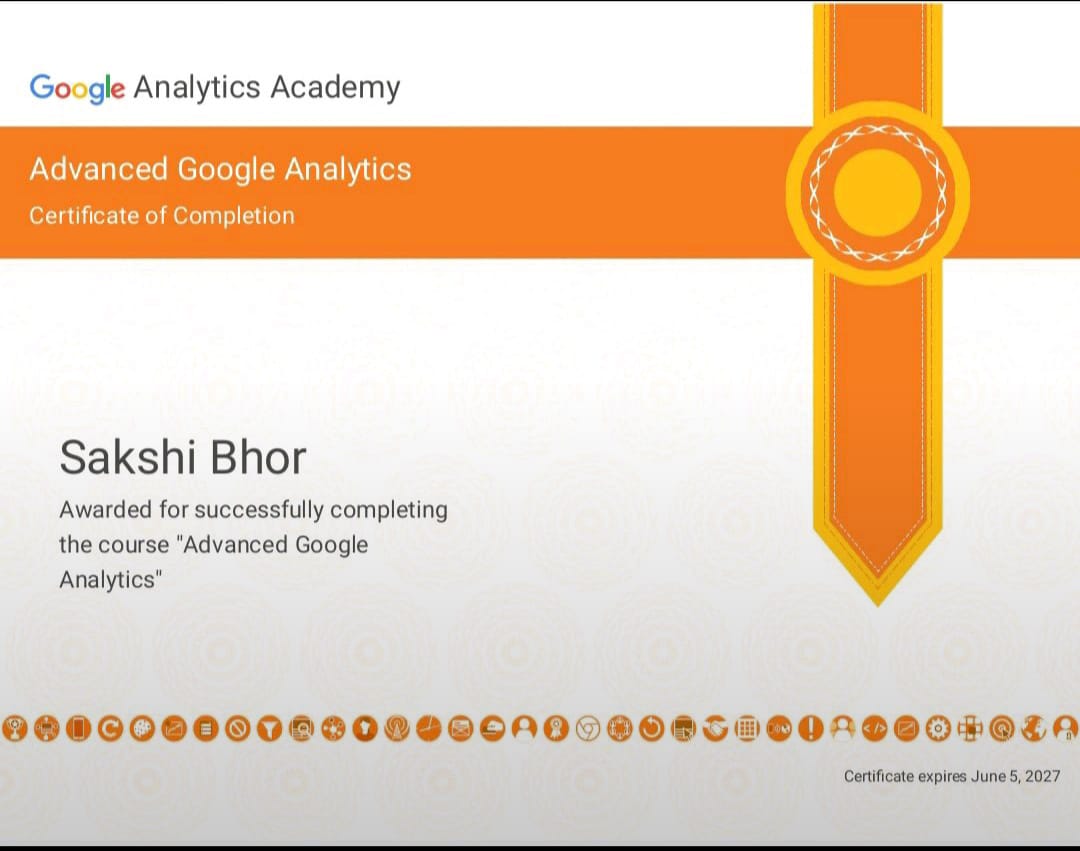 Google Analytics Academy
Advanced Google Analytics
Certificate of Completion
Sakshi Bhor
Awarded for successfully completing
the course "Advanced Google
Analytics"
Certificate expires June 5, 2027